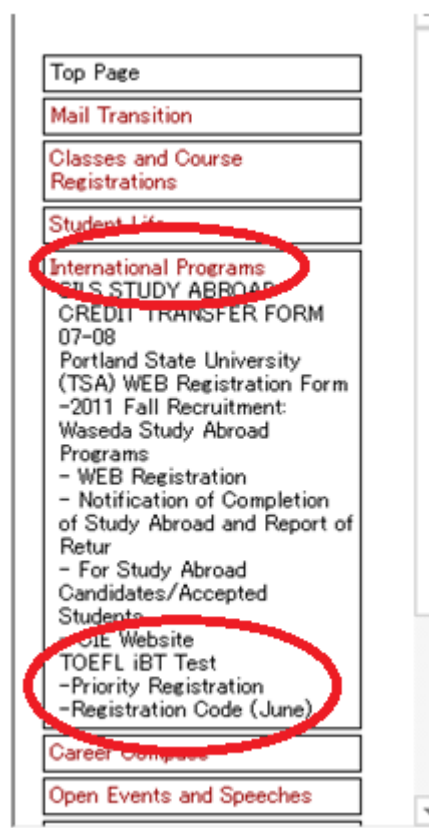 Top Page
Mail Transition
Classes and Course
Registrations
Student Life
International Programs
SILS STUDY ABROAD
CREDIT TRANSFER FORM
07-08
Portland State University
(TSA) WEB Registration Form
-2011 Fall Recruitment:
Waseda Study Abroad
Programs
- WEB Registration
- Notification of Completion
of Study Abroad and Report of
Retur
- For Study Abroad
Candidates/Accepted
Students
- CIE Website
TOEFL iBT Test
-Priority Registration
-Registration Code (June)
Career Compass
Open Events and Speeches